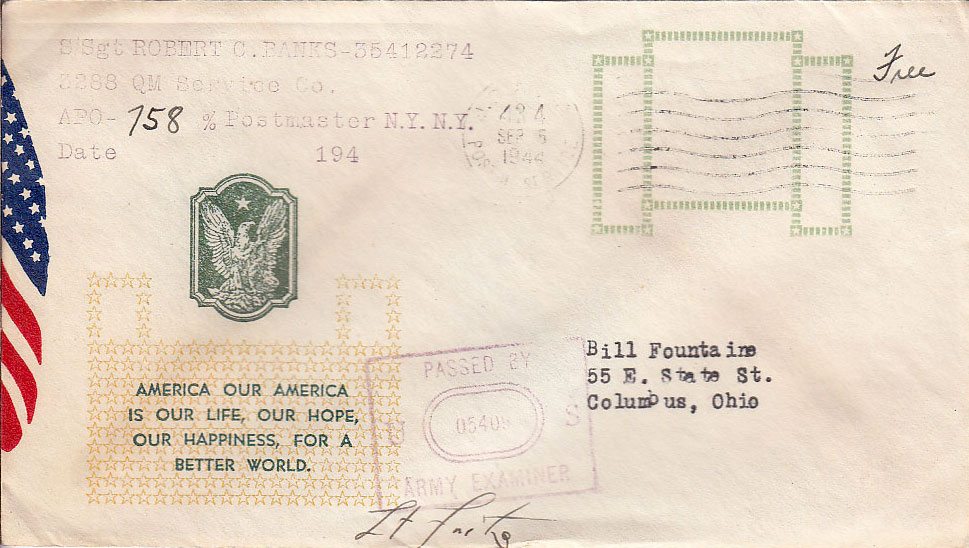 S/Sgt ROBERT C. BANKS-35412274
3288 QM Service Co.
APO- 758 % Postmaster N.Y. N.Y.
Date 194
434
SEP 5
1944
Free
AMERICA OUR AMERICA
IS OUR LIFE, OUR HOPE,
OUR HAPPINESS, FOR A
BETTER WORLD.
PASSED BY
U S
ARMY EXAMINER
Bill Fountaine
55 E. State St.
Columbus, Ohio
Lt